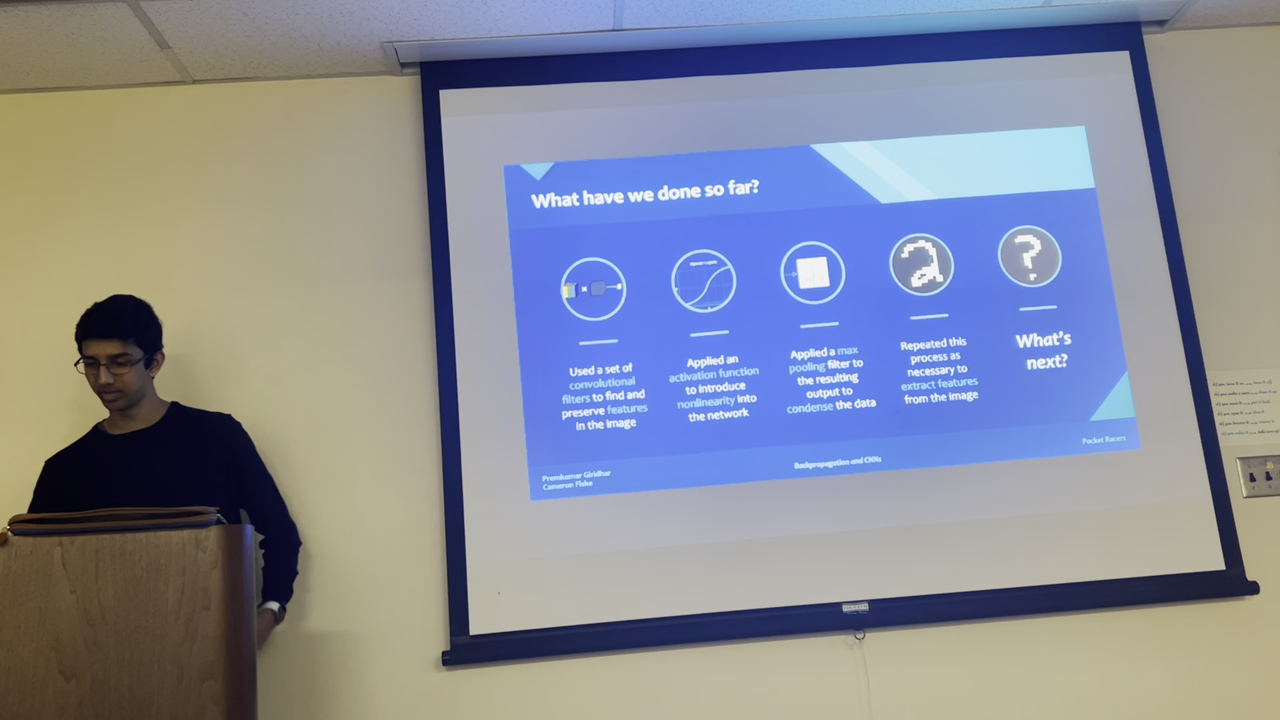 What have we done so far?
Used a set of
convolutional
filters to find and
preserve features
in the image
Applied an
activation function
to introduce
nonlinearity into
the network
Applied a max
pooling filter to
the resulting
output to
condense the data
Repeated this
process as
necessary to
extract features
from the image
What's
next?
Premkumar Giridhar
Cameron Fiske
Backpropagation and CNNs
Pocket Racers